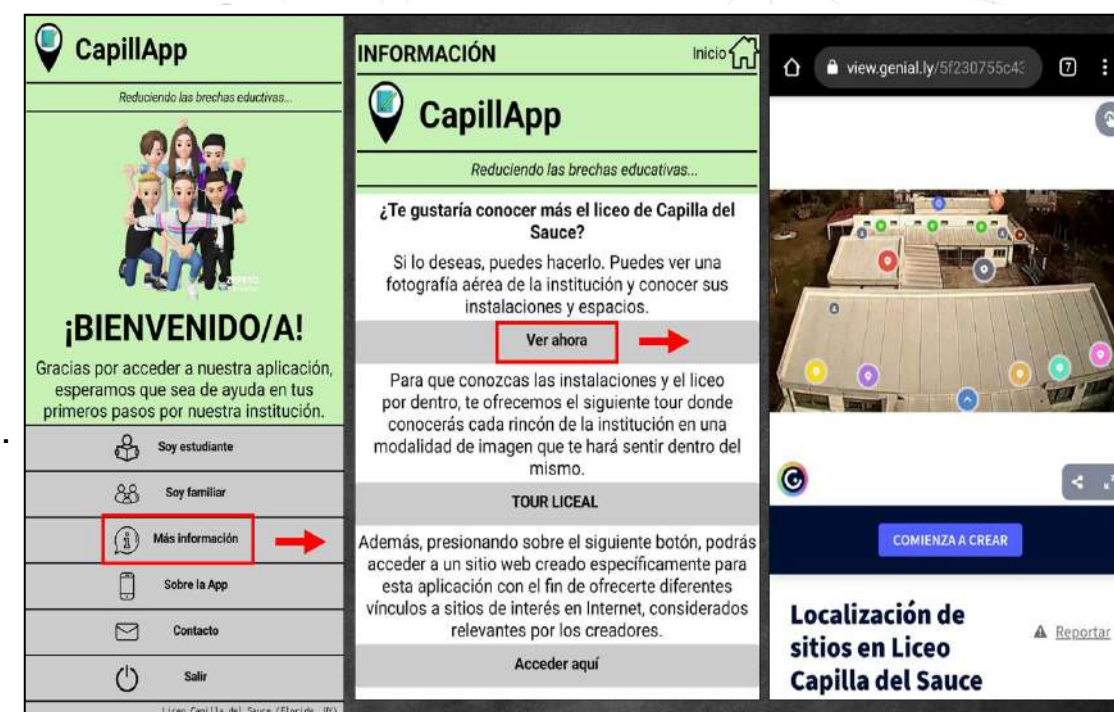 CapillApp
Reduciendo las brechas eductivas...
¡BIENVENIDO/A!
Gracias por acceder a nuestra aplicación,
esperamos que sea de ayuda en tus
primeros pasos por nuestra institución.
Soy estudiante
Soy familiar
Más información
Sobre la App
Contacto
Salir
Liceo Capilla del Sauce (Florida, UY)
INFORMACIÓN
Inicio
CapillApp
Reduciendo las brechas educativas...
¿Te gustaría conocer más el liceo de Capilla del
Sauce?
Si lo deseas, puedes hacerlo. Puedes ver una
fotografía aérea de la institución y conocer sus
instalaciones y espacios.
Ver ahora
Para que conozcas las instalaciones y el liceo
por dentro, te ofrecemos el siguiente tour donde
conocerás cada rincón de la institución en una
modalidad de imagen que te hará sentir dentro del
mismo.
TOUR LICEAL
Además, presionando sobre el siguiente botón, podrás
acceder a un sitio web creado específicamente para
esta aplicación con el fin de ofrecerte diferentes
vínculos a sitios de interés en Internet, considerados
relevantes por los creadores.
Acceder aquí
view.genial.ly/5f230755c43
7
COMIENZA A CREAR
Localización de
sitios en Liceo
Capilla del Sauce
Reportar